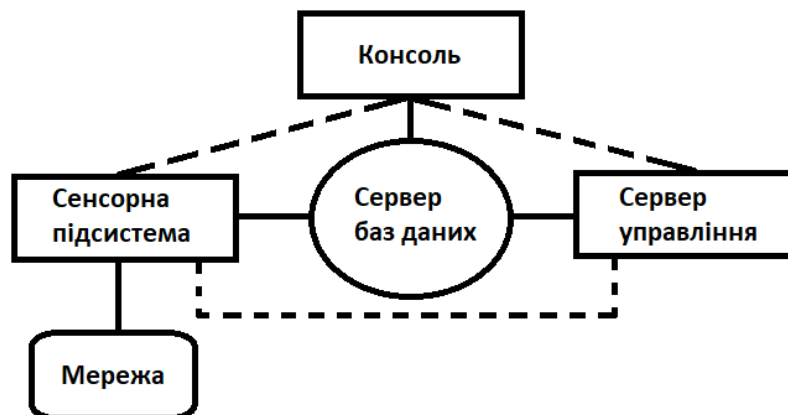 Консоль
Сенсорна
підсистема
Сервер
баз даних
Сервер
управління
Мережа